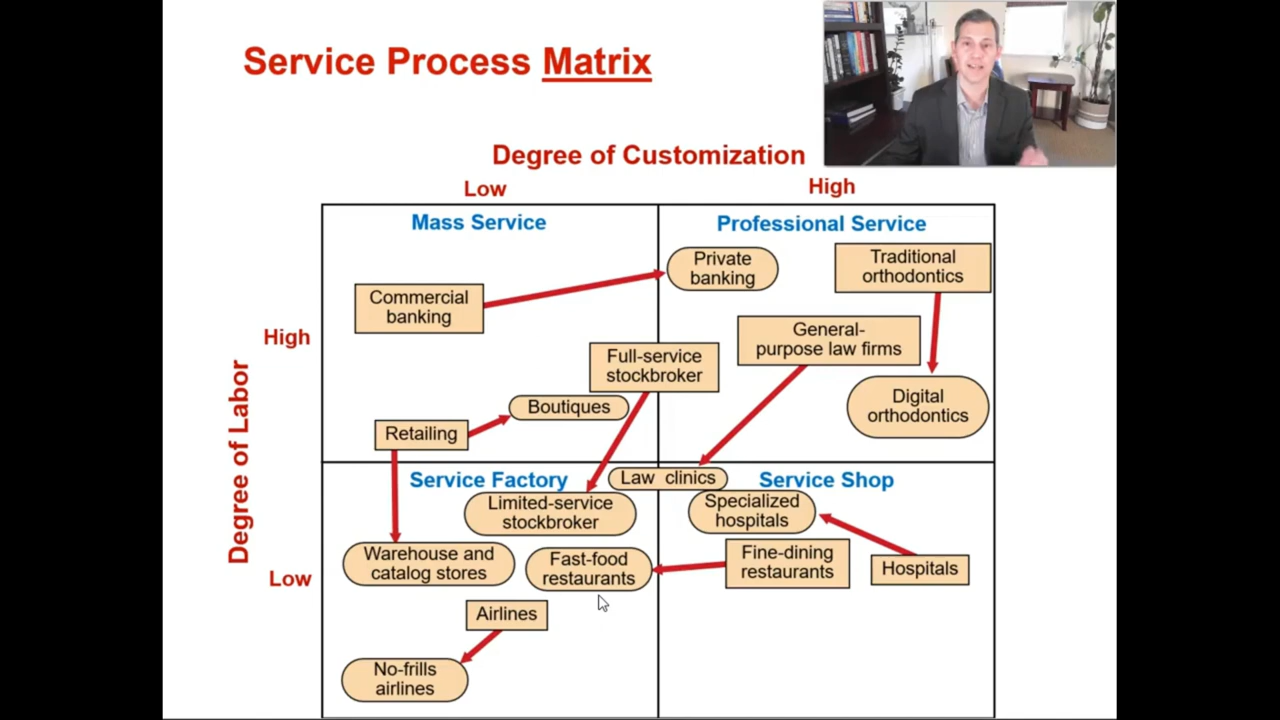 Service Process Matrix
Degree of Customization
Low
High
Mass Service
Professional Service
Private
banking
Traditional
orthodontics
Commercial
banking
General-
purpose law firms
High
Full-service
stockbroker
Digital
orthodontics
Boutiques
Retailing
Degree of Labor
Service Factory
Law clinics
Service Shop
Limited-service
stockbroker
Specialized
hospitals
Warehouse and
catalog stores
Fast-food
restaurants
Fine-dining
restaurants
Hospitals
Low
Airlines
No-frills
airlines